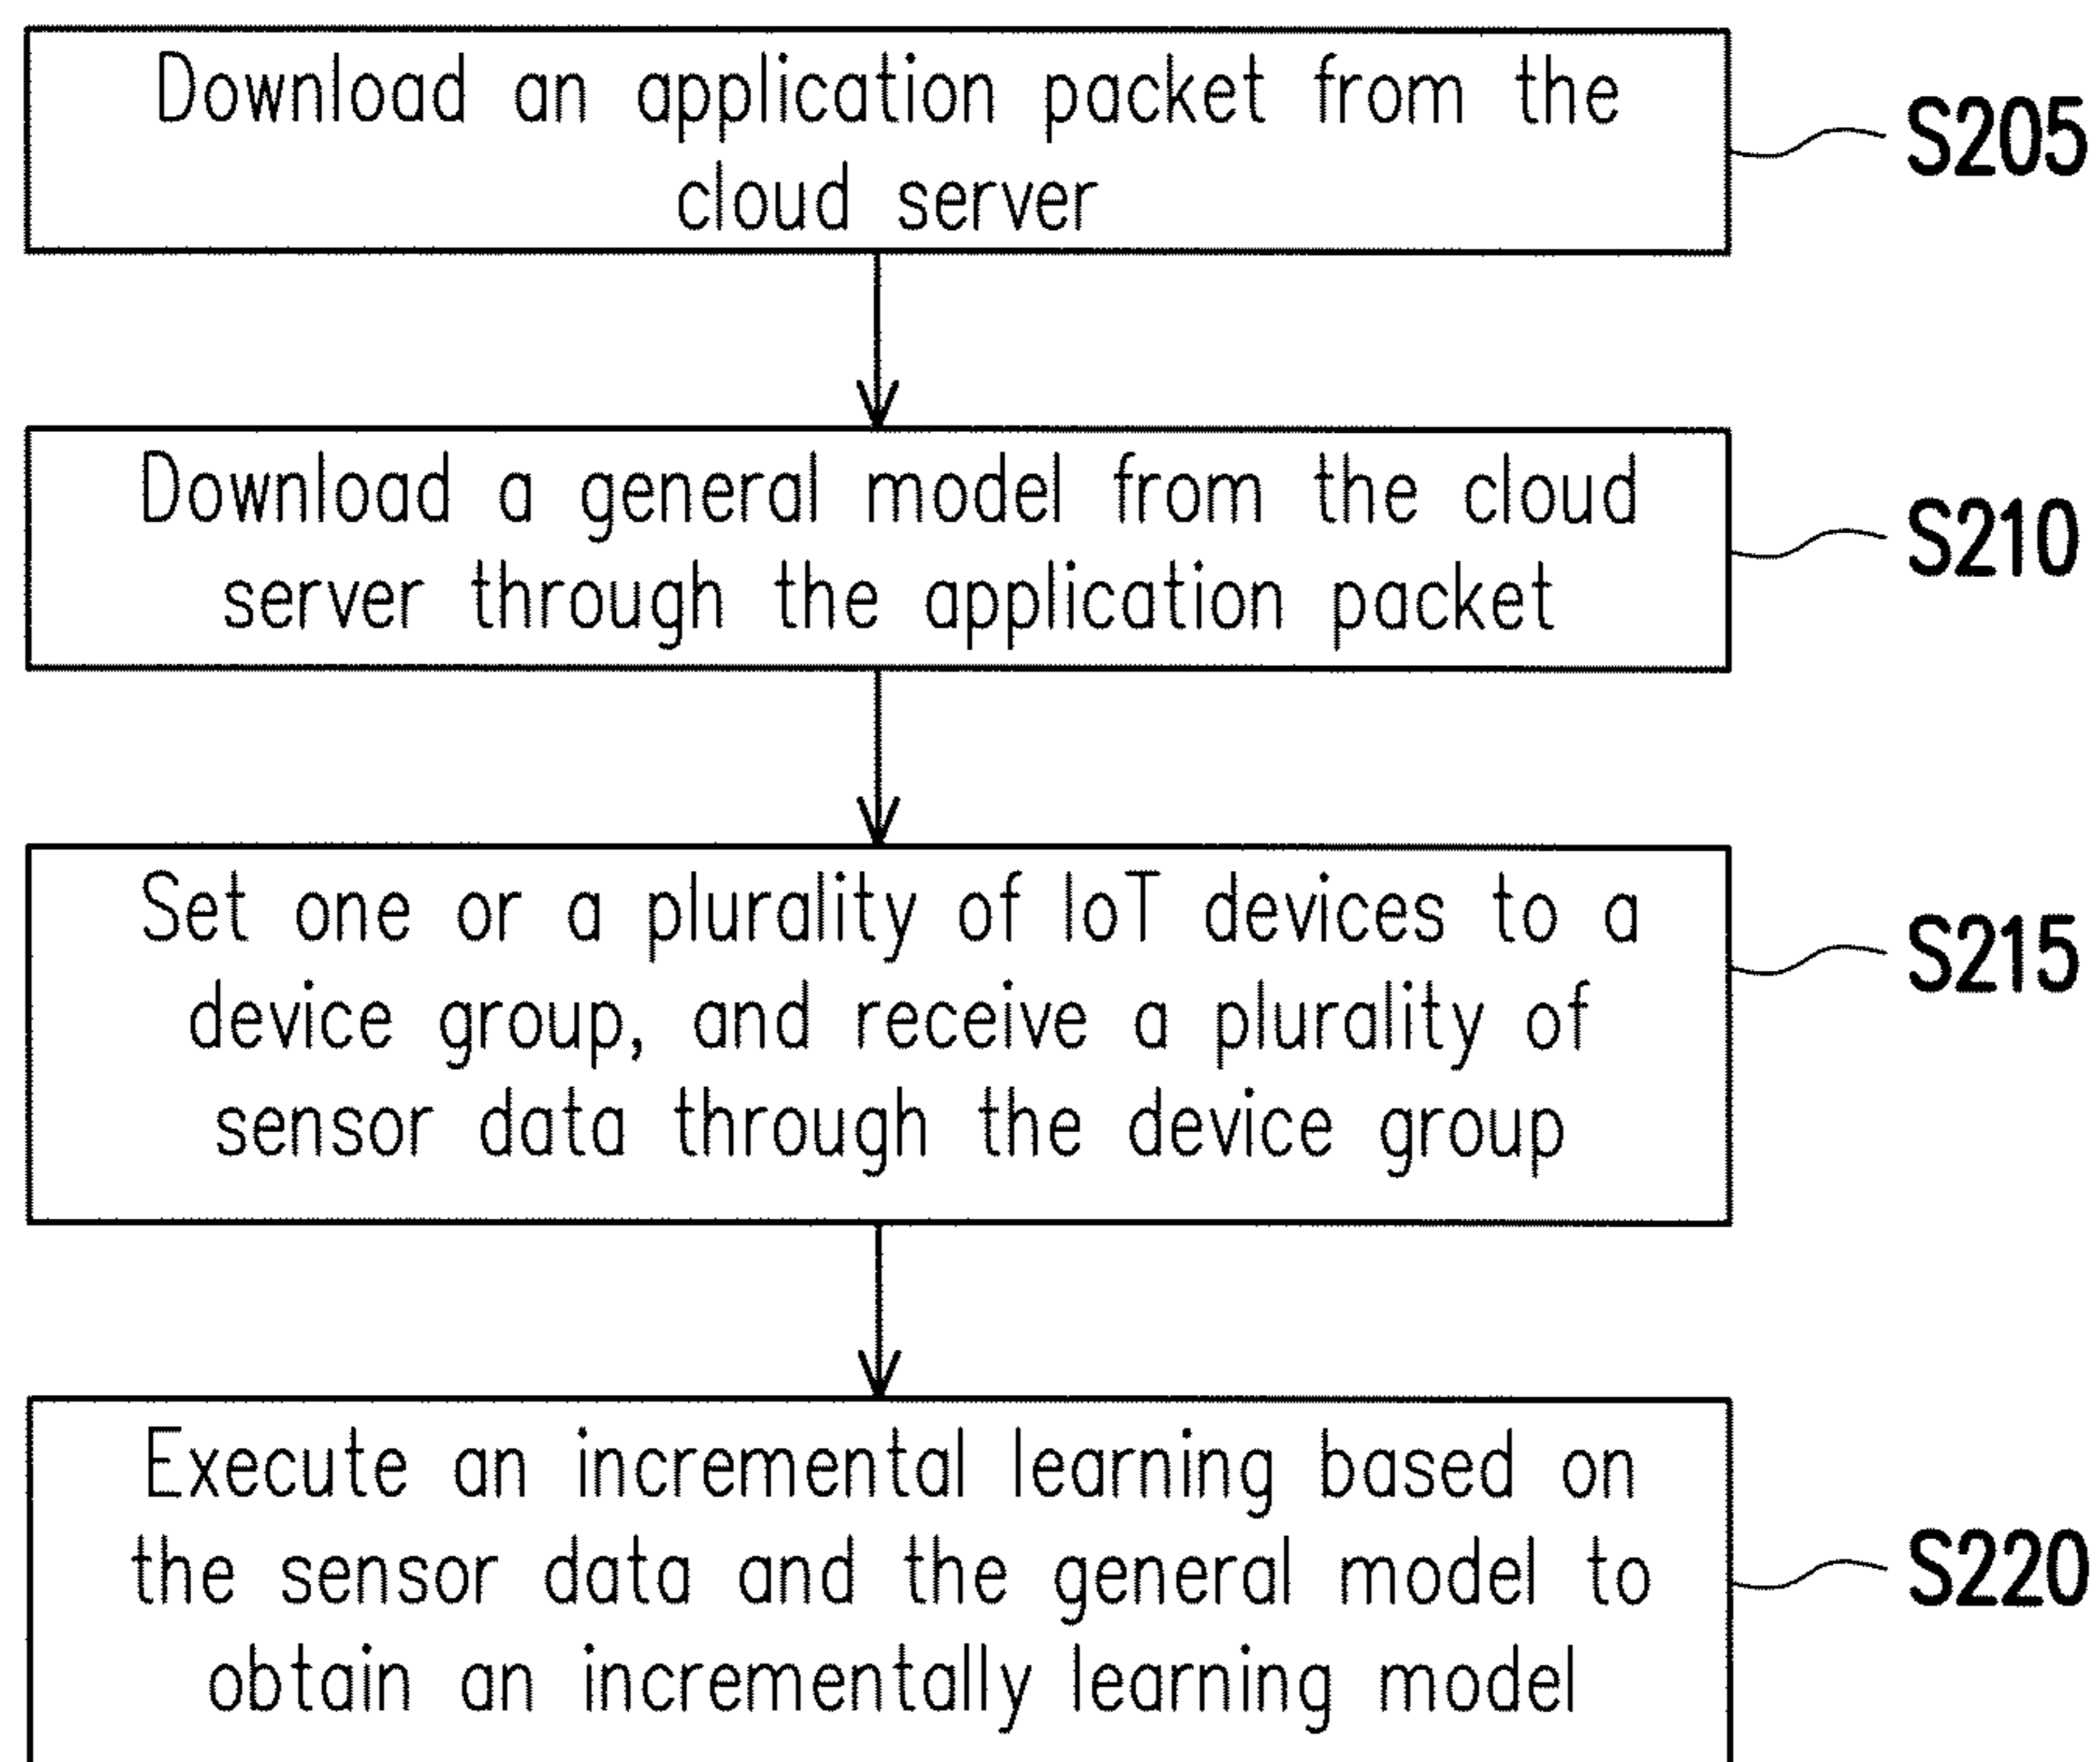 Download an application packet from the
cloud server
S205
Download a general model from the cloud
server through the application packet
S210
Set one or a plurality of IoT devices to a
device group, and receive a plurality of
sensor data through the device group
S215
Execute an incremental learning based on
the sensor data and the general model to
obtain an incrementally learning model
S220